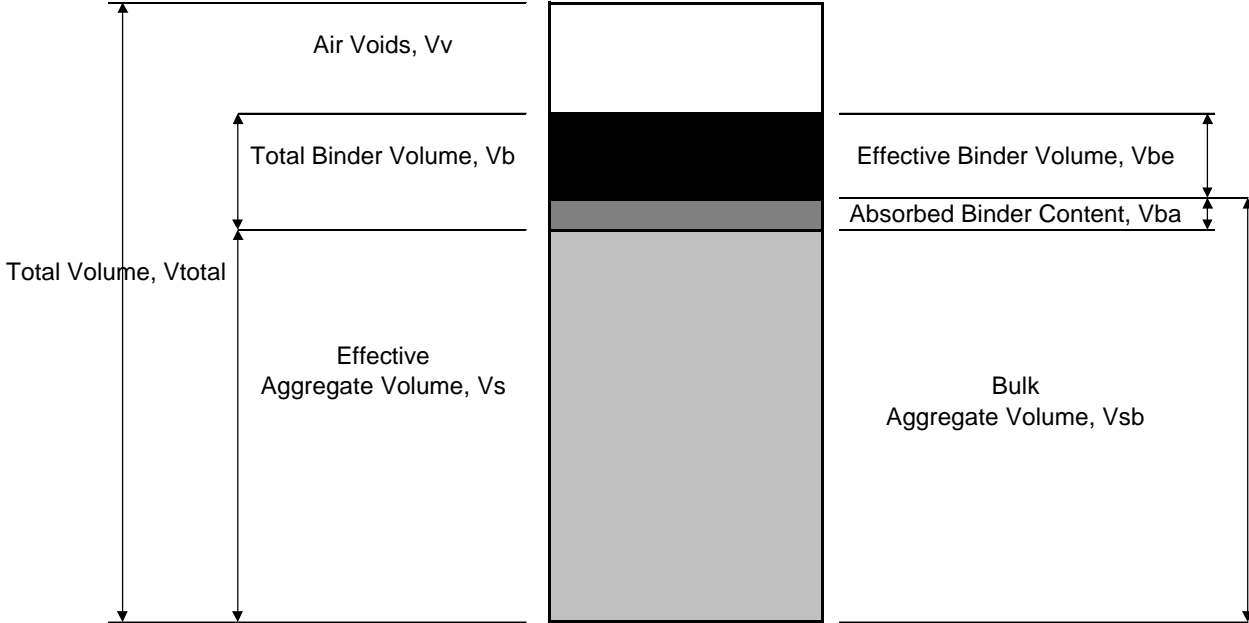 Air Voids, Vv
Total Binder Volume, Vb
Effective Binder Volume, Vbe
Absorbed Binder Content, Vba
Total Volume, Vtotal
Effective
Aggregate Volume, Vs
Bulk
Aggregate Volume, Vsb